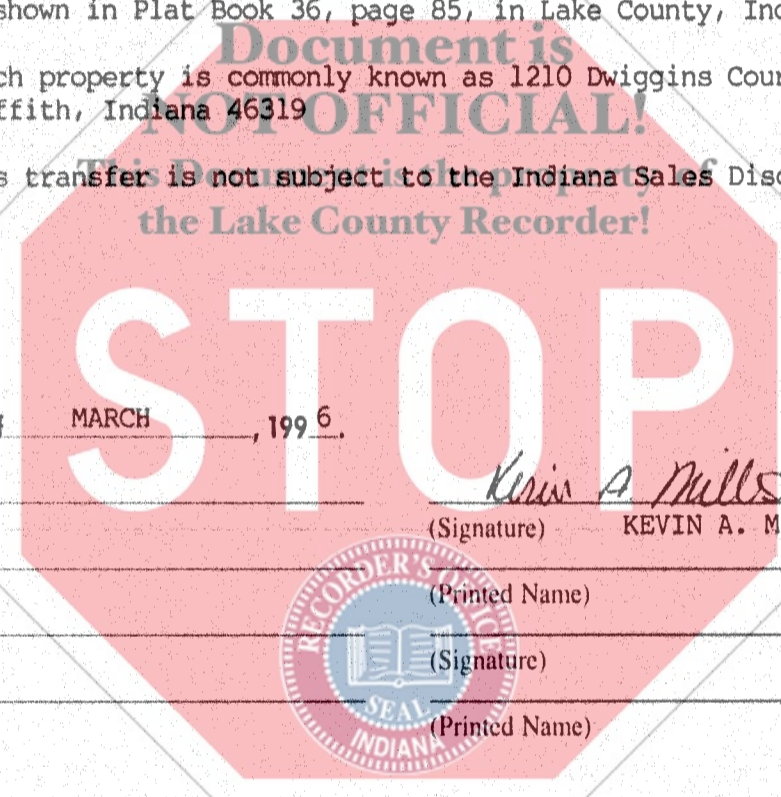 shown in Plat Book 36, page 85, in Lake County, Ind
Document is
ch property is commonly known as 1210 Dwiggins Cour
NOT OFFICIAL!
ffith, Indiana 46319
This Document is the property of
s transfer is not subject to the Indiana Sales Disc
the Lake County Recorder!
STOP
MARCH , 1996.
Kevin A. Mills
(Signature) KEVIN A. M
(Printed Name)
(Signature)
(Printed Name)
RECORDER'S OFFICE
SEAL
INDIANA